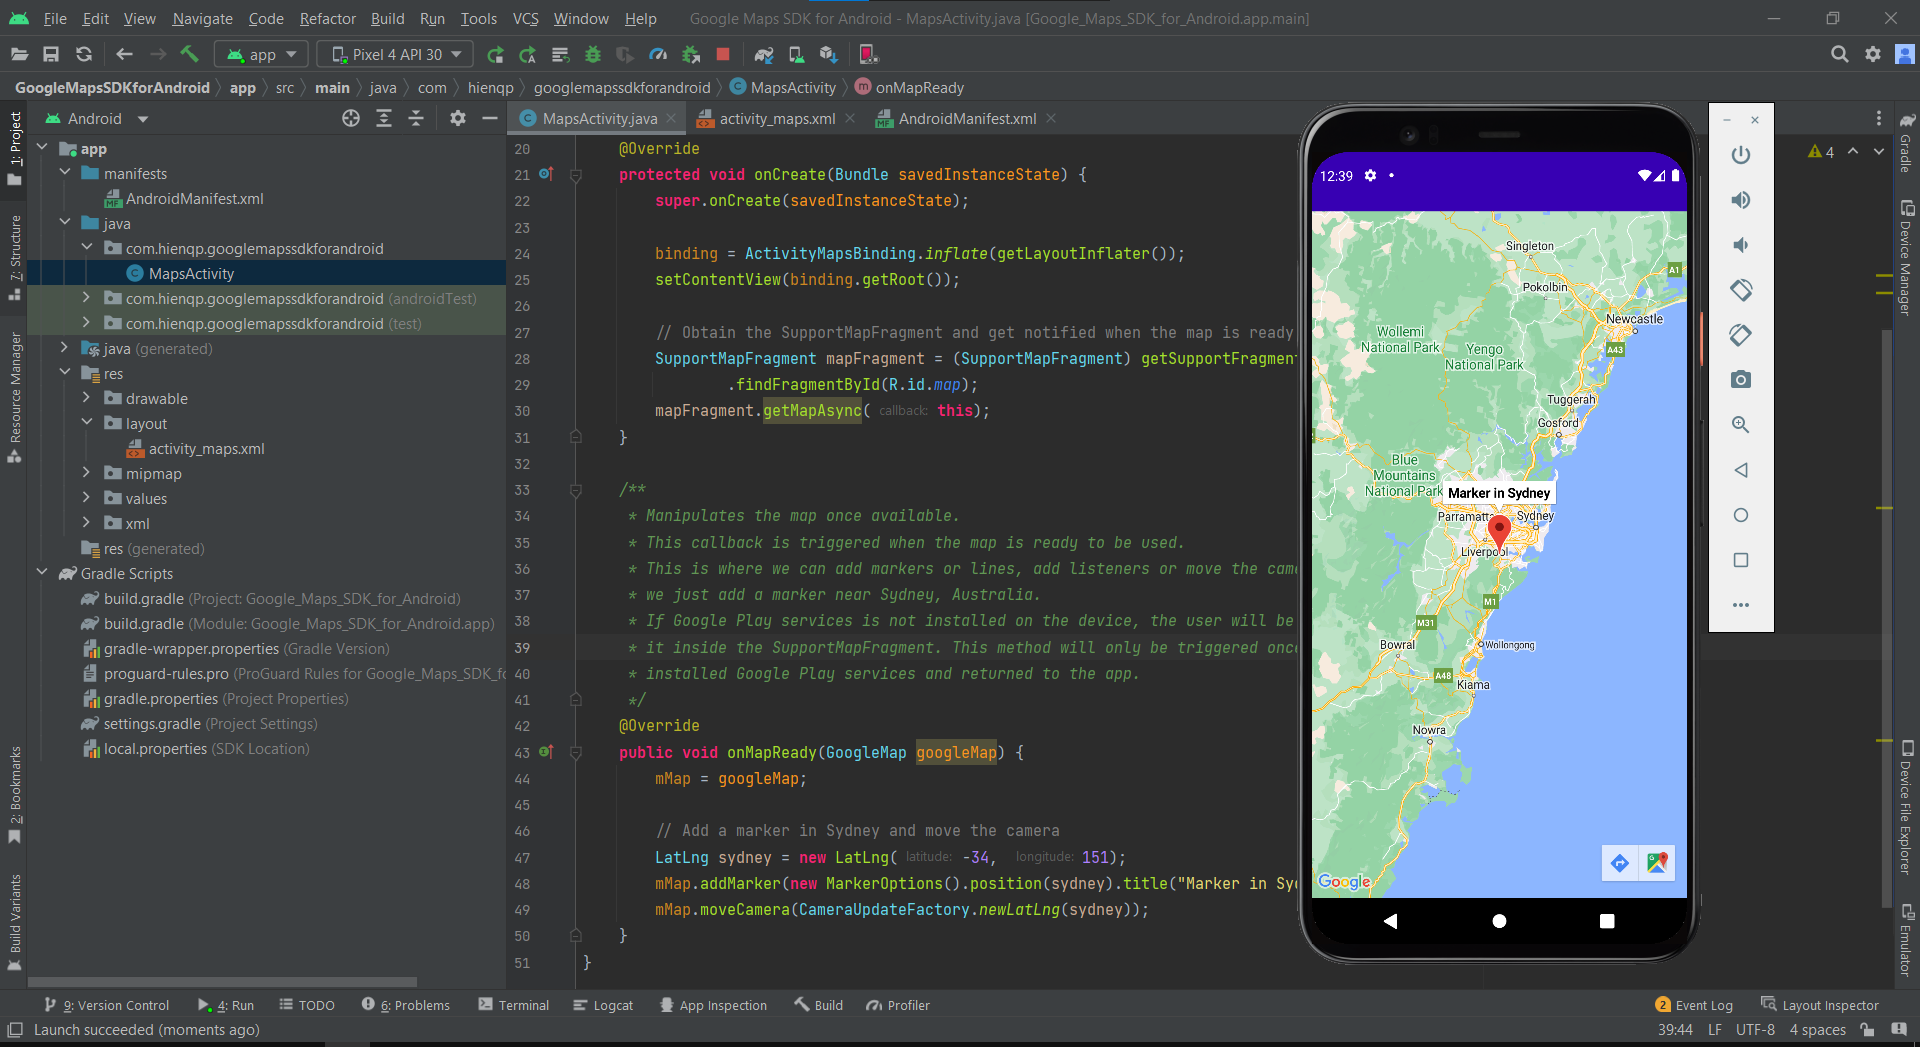 File Edit View Navigate Code Refactor Build Run Tools VCS Window Help Google Maps SDK for Android - MapsActivity.java [Google_Maps_SDK_for_Android.app.main]
app Pixel 4 API 30
GoogleMapsSDKforAndroid app src main java com hienqp googlemapssdkforandroid MapsActivity onMapReady
Android
MapsActivity.java activity_maps.xml AndroidManifest.xml
1: Project
7: Structure
Resource Manager
2: Bookmarks
Build Variants
app
manifests
AndroidManifest.xml
java
com.hienqp.googlemapssdkforandroid
MapsActivity
com.hienqp.googlemapssdkforandroid (androidTest)
com.hienqp.googlemapssdkforandroid (test)
java (generated)
res
drawable
layout
activity_maps.xml
mipmap
values
xml
res (generated)
Gradle Scripts
build.gradle (Project: Google_Maps_SDK_for_Android)
build.gradle (Module: Google_Maps_SDK_for_Android.app)
gradle-wrapper.properties (Gradle Version)
proguard-rules.pro (ProGuard Rules for Google_Maps_SDK_fo
gradle.properties (Project Properties)
settings.gradle (Project Settings)
local.properties (SDK Location)
20 @Override
21 protected void onCreate(Bundle savedInstanceState) {
22 super.onCreate(savedInstanceState);
23
24 binding = ActivityMapsBinding.inflate(getLayoutInflater());
25 setContentView(binding.getRoot());
26
27 // Obtain the SupportMapFragment and get notified when the map is ready
28 SupportMapFragment mapFragment = (SupportMapFragment) getSupportFragment
29 .findFragmentById(R.id.map);
30 mapFragment.getMapAsync( callback: this);
31 }
32
33 /**
34 * Manipulates the map once available.
35 * This callback is triggered when the map is ready to be used.
36 * This is where we can add markers or lines, add listeners or move the came
37 * we just add a marker near Sydney, Australia.
38 * If Google Play services is not installed on the device, the user will be
39 * it inside the SupportMapFragment. This method will only be triggered once
40 * installed Google Play services and returned to the app.
41 */
42 @Override
43 public void onMapReady(GoogleMap googleMap) {
44 mMap = googleMap;
45
46 // Add a marker in Sydney and move the camera
47 LatLng sydney = new LatLng( latitude: -34, longitude: 151);
48 mMap.addMarker(new MarkerOptions().position(sydney).title("Marker in Syd
49 mMap.moveCamera(CameraUpdateFactory.newLatLng(sydney));
50 }
51 }
4
12:39
Singleton
A1
Pokolbin
Newcastle
Wollemi
National Park
Yengo
National Park
A43
Tuggerah
Gosford
Blue
Mountains
National Park
Marker in Sydney
Parramatta
Sydney
Liverpool
M1
M31
Bowral
Wollongong
A48
Kiama
Nowra
Google
Gradle
Device Manager
Device File Explorer
Emulator
9: Version Control 4: Run TODO 6: Problems Terminal Logcat App Inspection Build Profiler 2 Event Log Layout Inspector
Launch succeeded (moments ago) 39:44 LF UTF-8 4 spaces